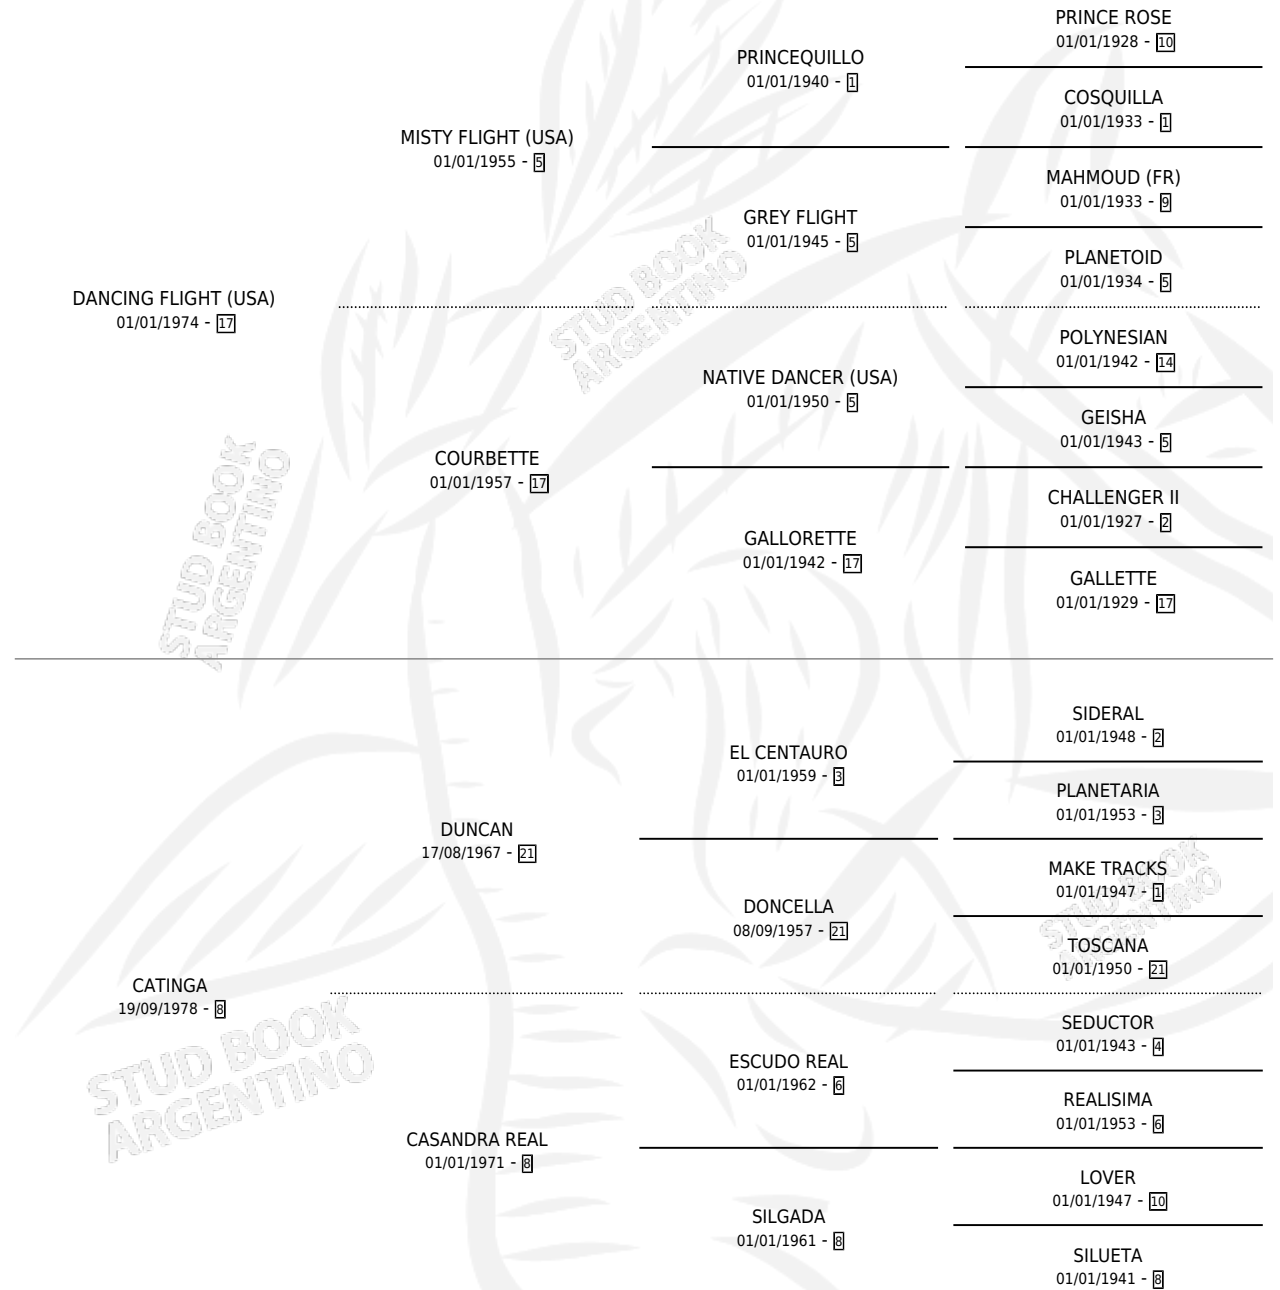 PRINCE ROSE
01/01/1928 - 10
PRINCEQUILLO
01/01/1940 - 1
COSQUILLA
01/01/1933 - 1
MISTY FLIGHT (USA)
01/01/1955 - 5
MAHMOUD (FR)
01/01/1933 - 9
GREY FLIGHT
01/01/1945 - 5
PLANETOID
01/01/1934 - 5
DANCING FLIGHT (USA)
01/01/1974 - 17
POLYNESIAN
01/01/1942 - 14
NATIVE DANCER (USA)
01/01/1950 - 5
GEISHA
01/01/1943 - 5
COURBETTE
01/01/1957 - 17
CHALLENGER II
01/01/1927 - 2
GALLORETTE
01/01/1942 - 17
GALLETTE
01/01/1929 - 17
SIDERAL
01/01/1948 - 2
EL CENTAURO
01/01/1959 - 3
PLANETARIA
01/01/1953 - 3
DUNCAN
17/08/1967 - 21
MAKE TRACKS
01/01/1947 - 1
DONCELLA
08/09/1957 - 21
TOSCANA
01/01/1950 - 21
CATINGA
19/09/1978 - 8
SEDUCTOR
01/01/1943 - 4
ESCUDO REAL
01/01/1962 - 6
REALISIMA
01/01/1953 - 6
CASANDRA REAL
01/01/1971 - 8
LOVER
01/01/1947 - 10
SILGADA
01/01/1961 - 8
SILUETA
01/01/1941 - 8
STUD BOOK
ARGENTINO
STUD BOOK
ARGENTINO
STUD BOOK
ARGENTINO
STUD BOOK
ARGENTINO